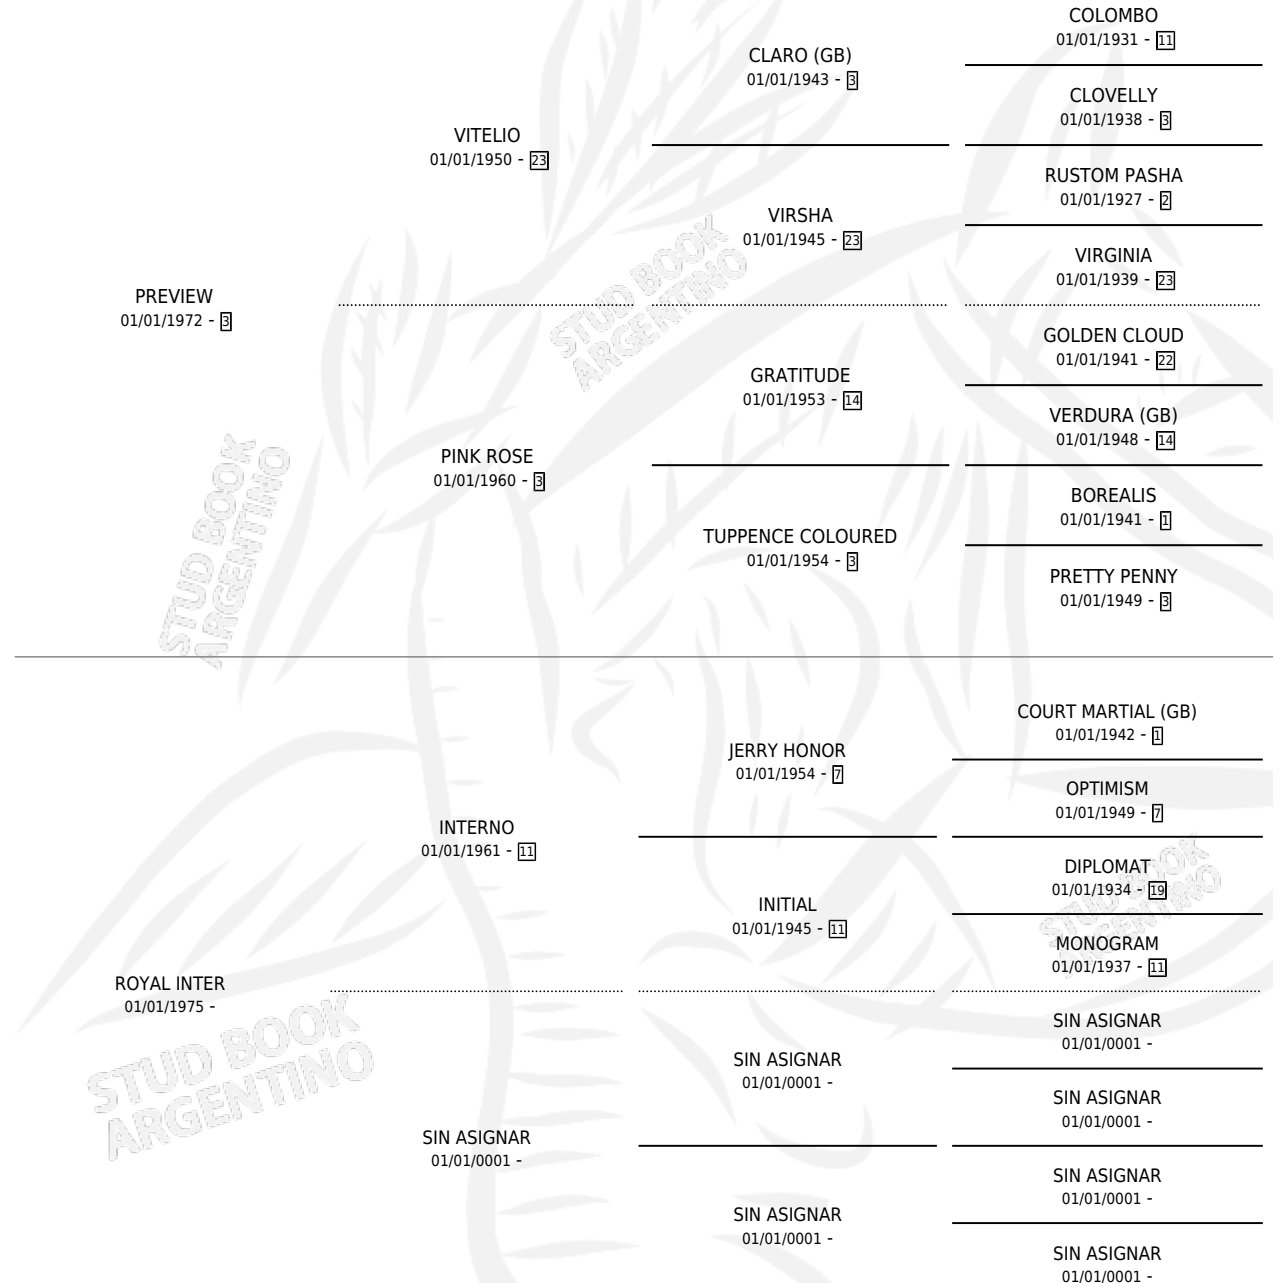 COLOMBO
01/01/1931 - 11
CLARO (GB)
01/01/1943 - 3
CLOVELLY
01/01/1938 - 3
VITELIO
01/01/1950 - 23
RUSTOM PASHA
01/01/1927 - 2
VIRSHA
01/01/1945 - 23
VIRGINIA
01/01/1939 - 23
PREVIEW
01/01/1972 - 3
GOLDEN CLOUD
01/01/1941 - 22
GRATITUDE
01/01/1953 - 14
VERDURA (GB)
01/01/1948 - 14
PINK ROSE
01/01/1960 - 3
BOREALIS
01/01/1941 - 1
TUPPENCE COLOURED
01/01/1954 - 3
PRETTY PENNY
01/01/1949 - 3
STUD BOOK
ARGENTINO
STUD BOOK
ARGENTINO
COURT MARTIAL (GB)
01/01/1942 - 1
JERRY HONOR
01/01/1954 - 7
OPTIMISM
01/01/1949 - 7
INTERNO
01/01/1961 - 11
DIPLOMAT
01/01/1934 - 19
INITIAL
01/01/1945 - 11
MONOGRAM
01/01/1937 - 11
STUD BOOK
ARGENTINO
ROYAL INTER
01/01/1975 -
SIN ASIGNAR
01/01/0001 -
SIN ASIGNAR
01/01/0001 -
SIN ASIGNAR
01/01/0001 -
SIN ASIGNAR
01/01/0001 -
SIN ASIGNAR
01/01/0001 -
SIN ASIGNAR
01/01/0001 -
SIN ASIGNAR
01/01/0001 -
STUD BOOK
ARGENTINO